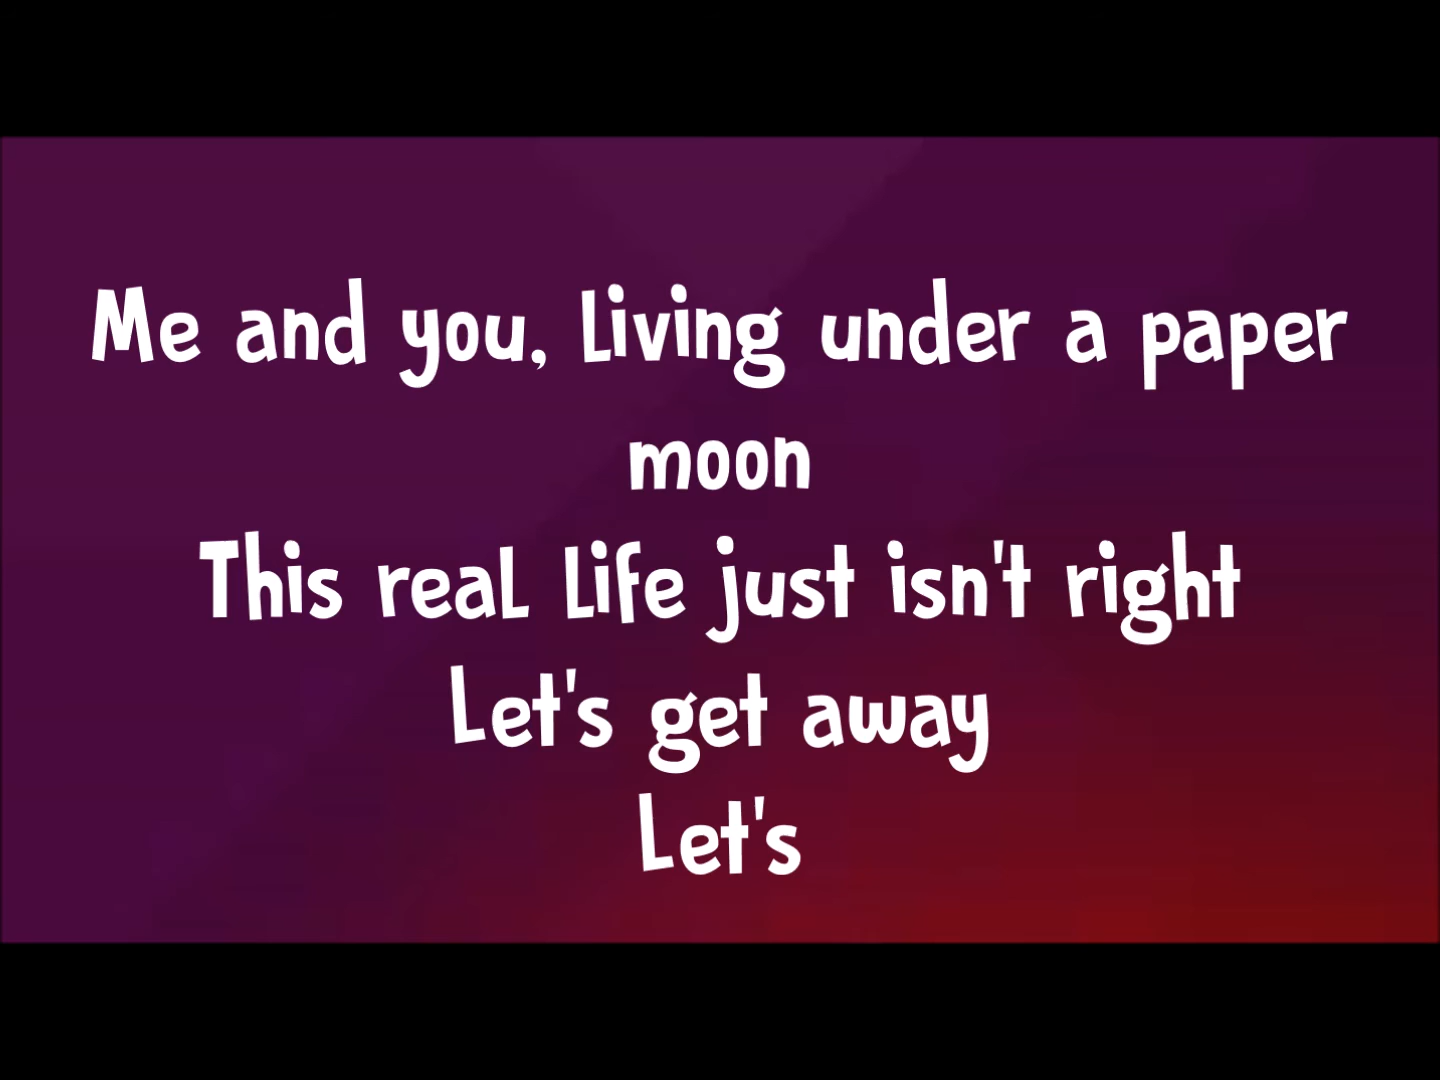 Me and you, Living under a paper
moon
This real life just isn't right
Let's get away
Let's